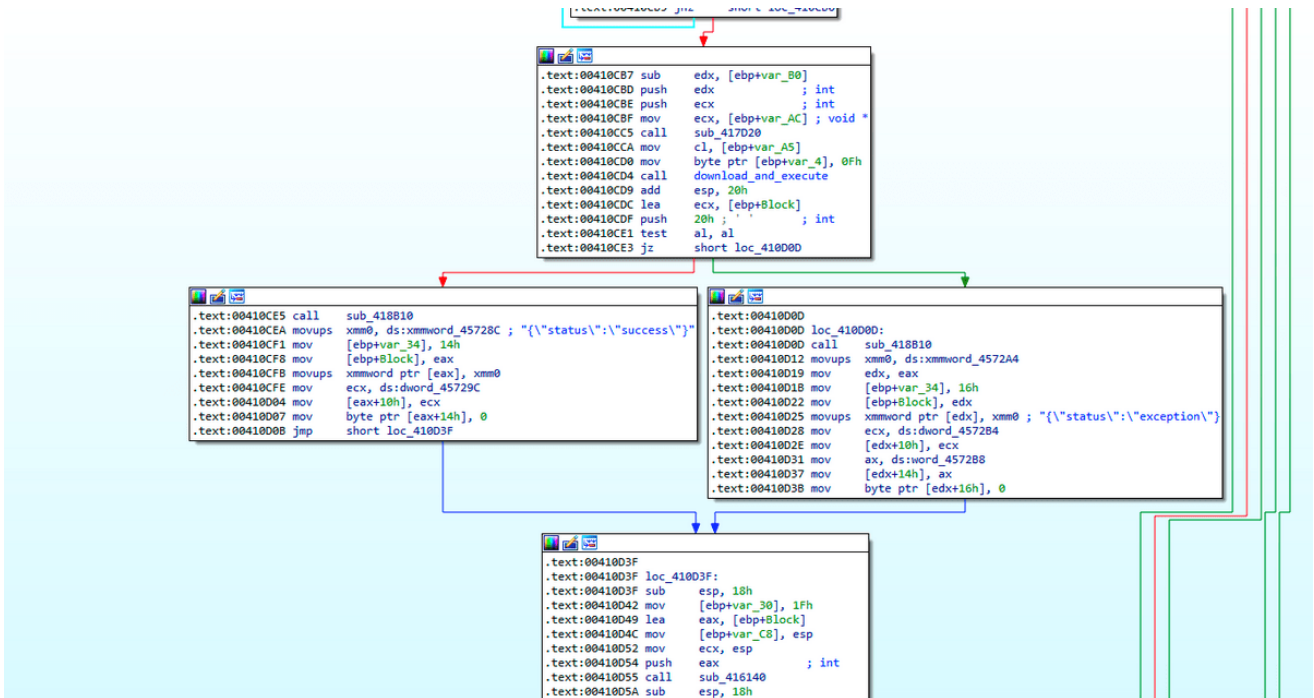 .text:00410CB7 sub edx, [ebp+var_B0]
.text:00410CBD push edx ; int
.text:00410CBE push ecx ; int
.text:00410CBF mov ecx, [ebp+var_AC] ; void *
.text:00410CC5 call sub_417D20
.text:00410CCA mov cl, [ebp+var_A5]
.text:00410CD0 mov byte ptr [ebp+var_4], 0Fh
.text:00410CD4 call download_and_execute
.text:00410CD9 add esp, 20h
.text:00410CDC lea ecx, [ebp+Block]
.text:00410CDF push 20h ; ' ' ; int
.text:00410CE1 test al, al
.text:00410CE3 jz short loc_410D0D
.text:00410CE5 call sub_418B10
.text:00410CEA movups xmm0, ds:xmmword_45728C ; "{\"status\":\"success\"}"
.text:00410CF1 mov [ebp+var_34], 14h
.text:00410CF8 mov [ebp+Block], eax
.text:00410CFB movups xmmword ptr [eax], xmm0
.text:00410CFE mov ecx, ds:dword_45729C
.text:00410D04 mov [eax+10h], ecx
.text:00410D07 mov byte ptr [eax+14h], 0
.text:00410D0B jmp short loc_410D3F
.text:00410D0D
.text:00410D0D loc_410D0D:
.text:00410D0D call sub_418B10
.text:00410D12 movups xmm0, ds:xmmword_4572A4
.text:00410D19 mov edx, eax
.text:00410D1B mov [ebp+var_34], 16h
.text:00410D22 mov [ebp+Block], edx
.text:00410D25 movups xmmword ptr [edx], xmm0 ; "{\"status\":\"exception\"}
.text:00410D28 mov ecx, ds:dword_4572B4
.text:00410D2E mov [edx+10h], ecx
.text:00410D31 mov ax, ds:word_4572B8
.text:00410D37 mov [edx+14h], ax
.text:00410D3B mov byte ptr [edx+16h], 0
.text:00410D3F
.text:00410D3F loc_410D3F:
.text:00410D3F sub esp, 18h
.text:00410D42 mov [ebp+var_30], 1Fh
.text:00410D49 lea eax, [ebp+Block]
.text:00410D4C mov [ebp+var_C8], esp
.text:00410D52 mov ecx, esp
.text:00410D54 push eax ; int
.text:00410D55 call sub_416140
.text:00410D5A sub esp, 18h